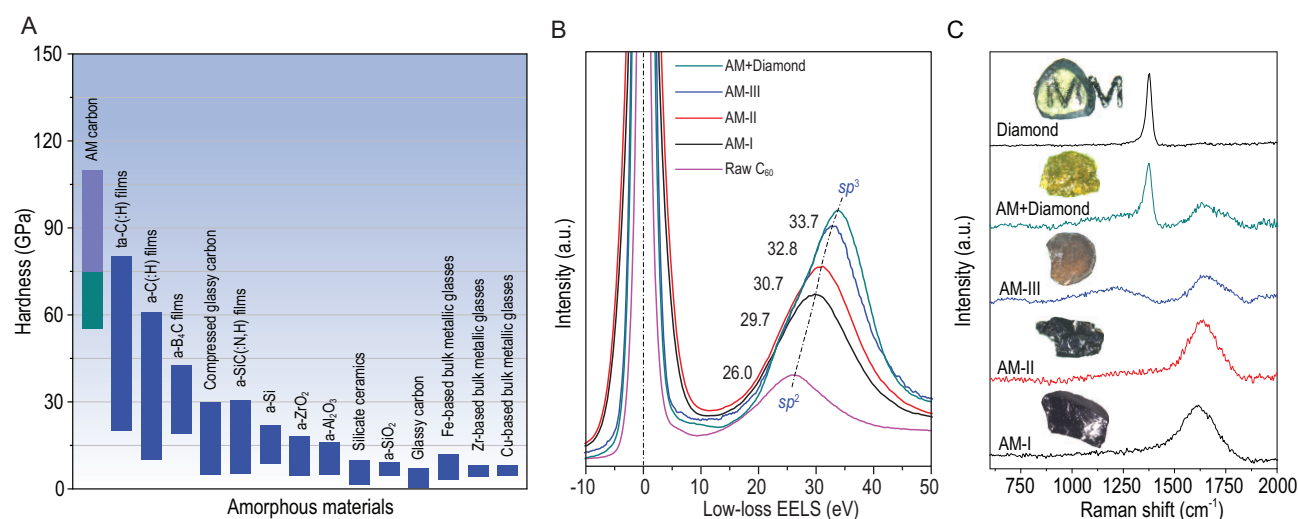 A
Hardness (GPa)
150
120
90
60
30
0
AM carbon
ta-C(:H) films
a-C(:H) films
a-B₄C films
Compressed glassy carbon
a-SiC(:N,H) films
a-Si
a-ZrO₂
a-Al₂O₃
Silicate ceramics
a-SiO₂
Glassy carbon
Fe-based bulk metallic glasses
Zr-based bulk metallic glasses
Cu-based bulk metallic glasses
Amorphous materials
B
Intensity (a.u.)
AM+Diamond
AM-III
AM-II
AM-I
Raw C₆₀
sp³
33.7
32.8
30.7
29.7
26.0
sp²
-10
0
10
20
30
40
50
Low-loss EELS (eV)
C
Intensity (a.u.)
M M
Diamond
AM+Diamond
AM-III
AM-II
AM-I
750
1000
1250
1500
1750
2000
Raman shift (cm⁻¹)